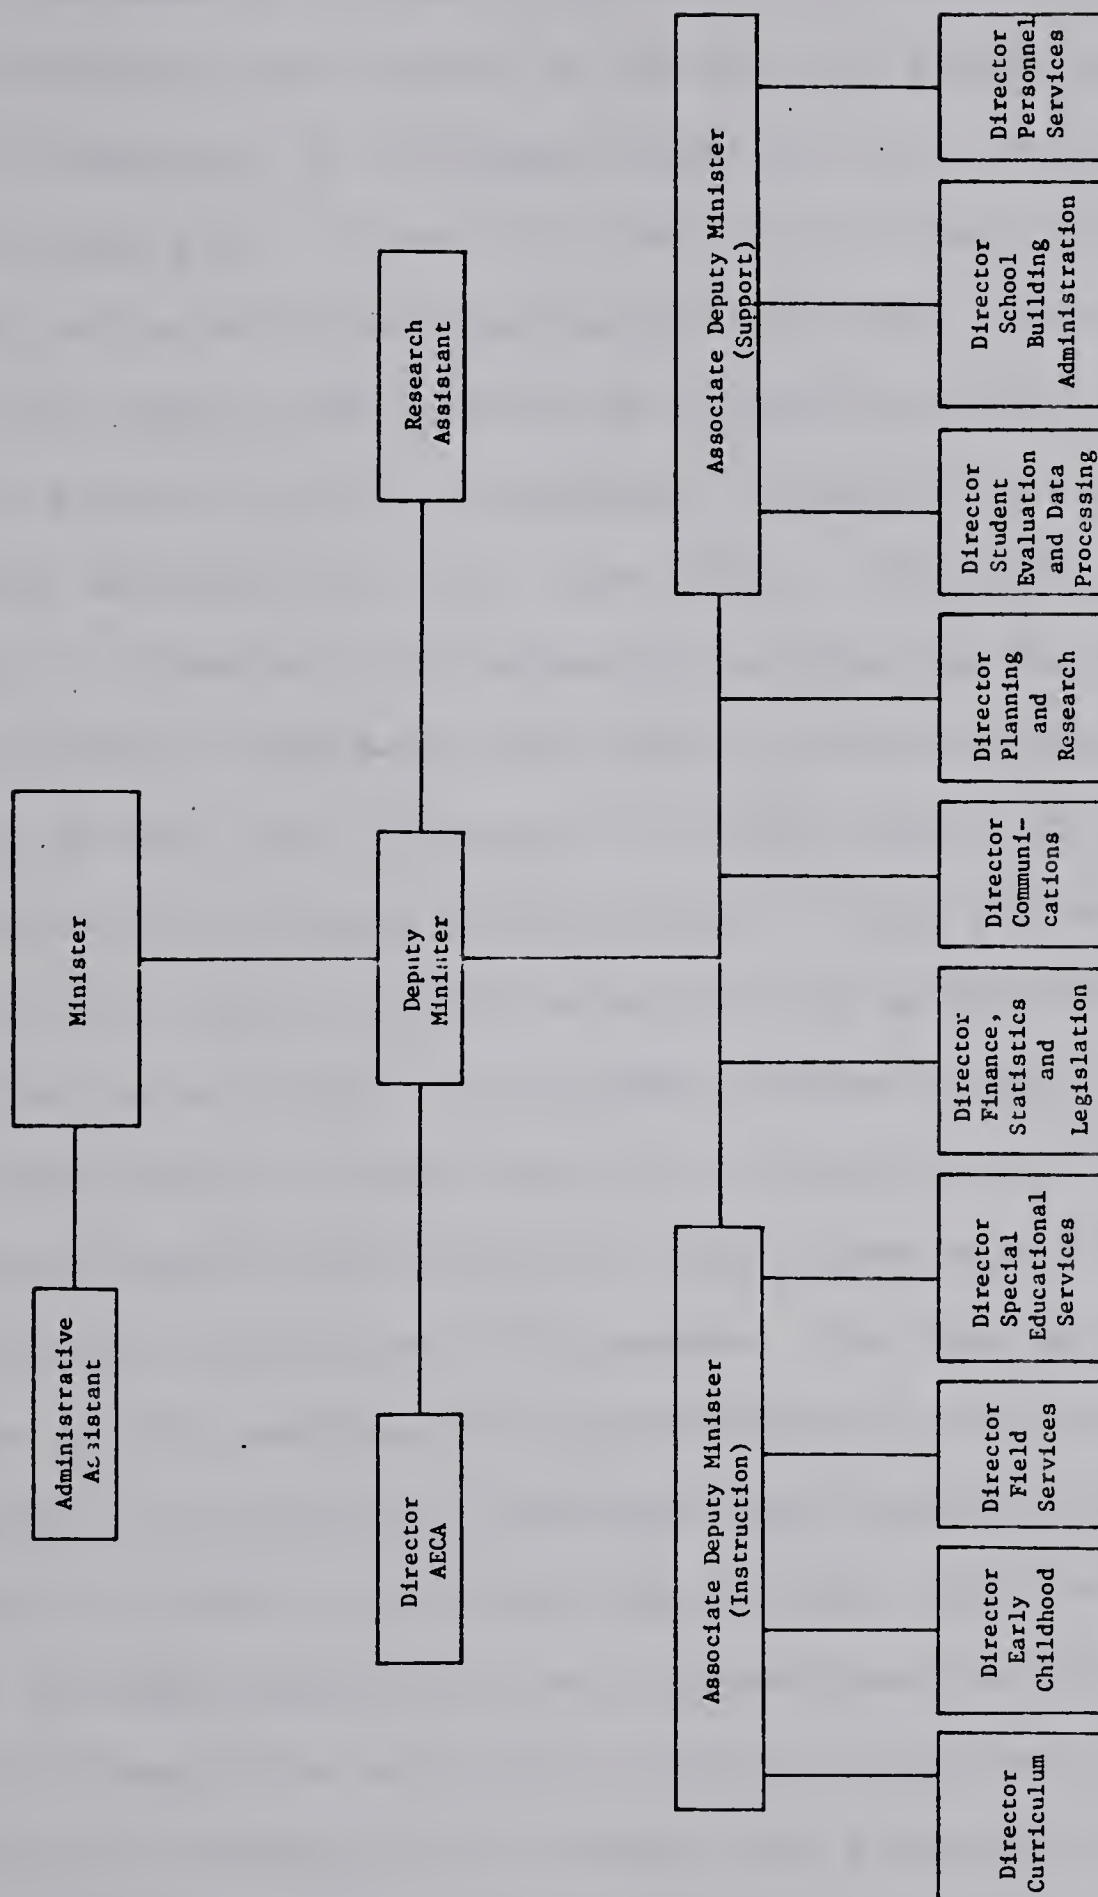 Minister
Administrative
Assistant
Deputy
Minister
Director
AECA
Research
Assistant
Associate Deputy Minister
(Instruction)
Associate Deputy Minister
(Support)
Director
Curriculum
Director
Early
Childhood
Director
Field
Services
Director
Special
Educational
Services
Director
Finance,
Statistics
and
Legislation
Director
Communi-
cations
Director
Planning
and
Research
Director
Student
Evaluation
and Data
Processing
Director
School
Building
Administration
Director
Personnel
Services